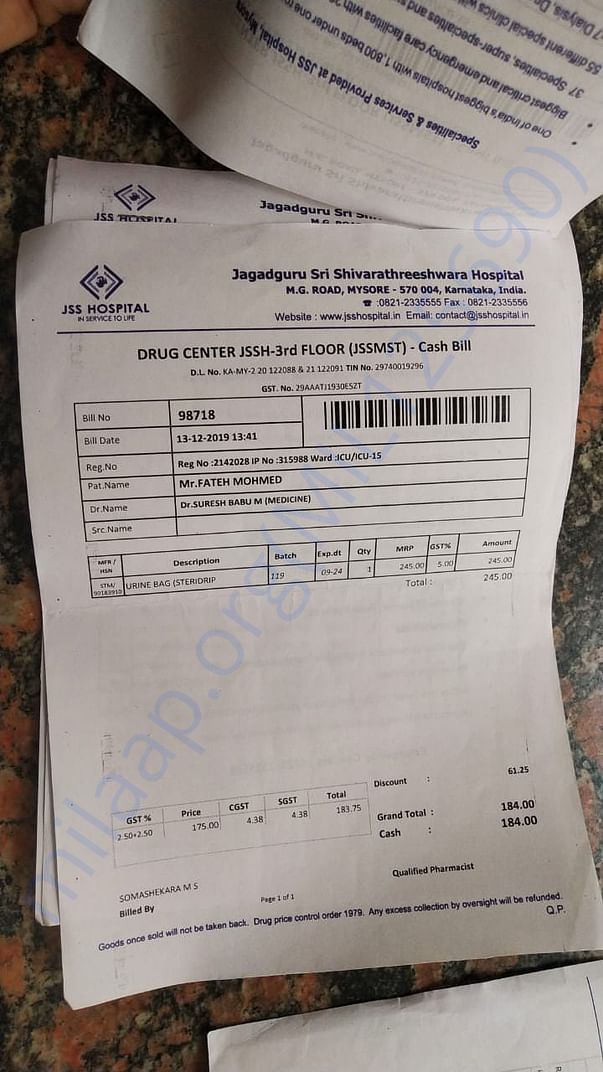 7 Dialysis, D
55 different special clinics with
37 Specialties, super-specialties and
Biggest critical and emergency care facilities
One of India's biggest hospitals with 1,800 beds under one
Specialties & Services Provided at JSS Hospital, Myso
JSS HOSPITAL
Jagadguru Sri Shiv
M.G. ROAD
JSS HOSPITAL
IN SERVICE TO LIFE
Jagadguru Sri Shivarathreeshwara Hospital
M.G. ROAD, MYSORE - 570 004, Karnataka, India.
☎ :0821-2335555 Fax : 0821-2335556
Website : www.jsshospital.in Email: contact@jsshospital.in
DRUG CENTER JSSH-3rd FLOOR (JSSMST) - Cash Bill
D.L. No. KA-MY-2 20 122088 & 21 122091 TIN No. 29740019296
GST. No. 29AAATJ1930E5ZT
Bill No 98718
Bill Date 13-12-2019 13:41
Reg.No Reg No :2142028 IP No :315988 Ward :ICU/ICU-15
Pat.Name Mr.FATEH MOHMED
Dr.Name Dr.SURESH BABU M (MEDICINE)
Src.Name
MFR / HSN Description Batch Exp.dt Qty MRP GST% Amount
STM/ 90183910 URINE BAG (STERIDRIP 119 09-24 1 245.00 5.00 245.00
Total : 245.00
Discount : 61.25
GST % Price CGST SGST Total
2.50+2.50 175.00 4.38 4.38 183.75
Grand Total : 184.00
Cash : 184.00
Qualified Pharmacist
SOMASHEKARA M S
Billed By
Page 1 of 1
Goods once sold will not be taken back. Drug price control order 1979. Any excess collection by oversight will be refunded.
Q.P.
milaap.org(MIL123690)